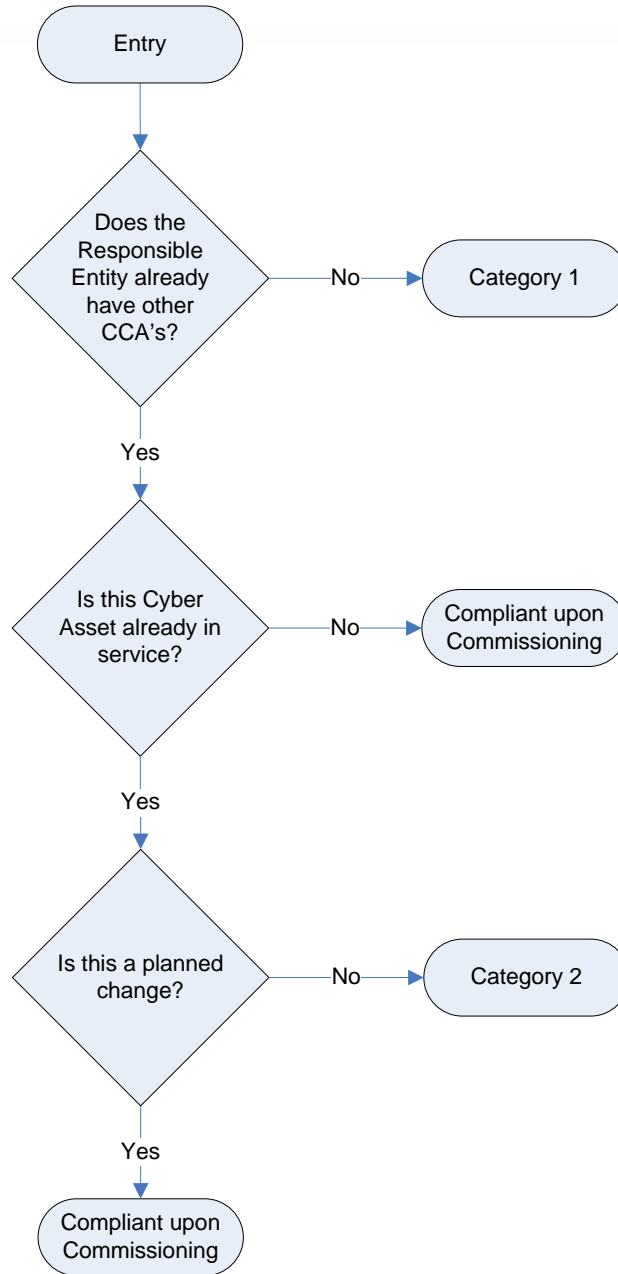 Entry
Does the
Responsible
Entity already
have other
CCA's?
No
Category 1
Yes
Is this Cyber
Asset already in
service?
No
Compliant upon
Commissioning
Yes
Is this a planned
change?
No
Category 2
Yes
Compliant upon
Commissioning